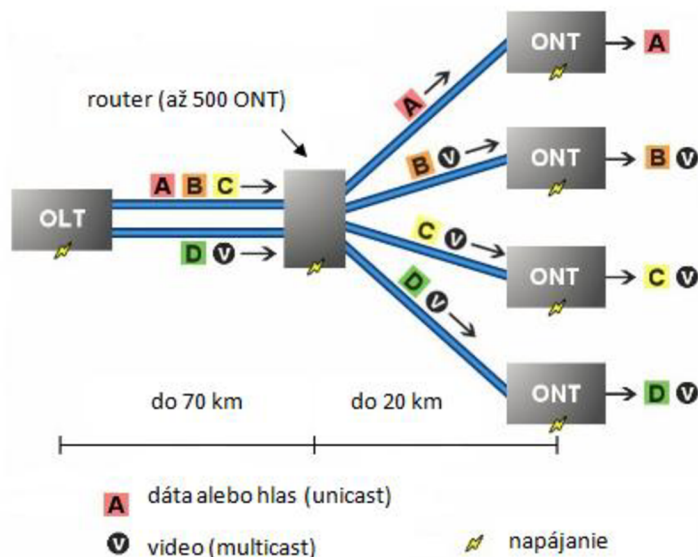 ONT
A
router (až 500 ONT)
A
B V
ONT
B V
A B C
OLT
D V
C V
ONT
C V
D V
ONT
D V
do 70 km
do 20 km
A dáta alebo hlas (unicast)
V video (multicast)
napájanie